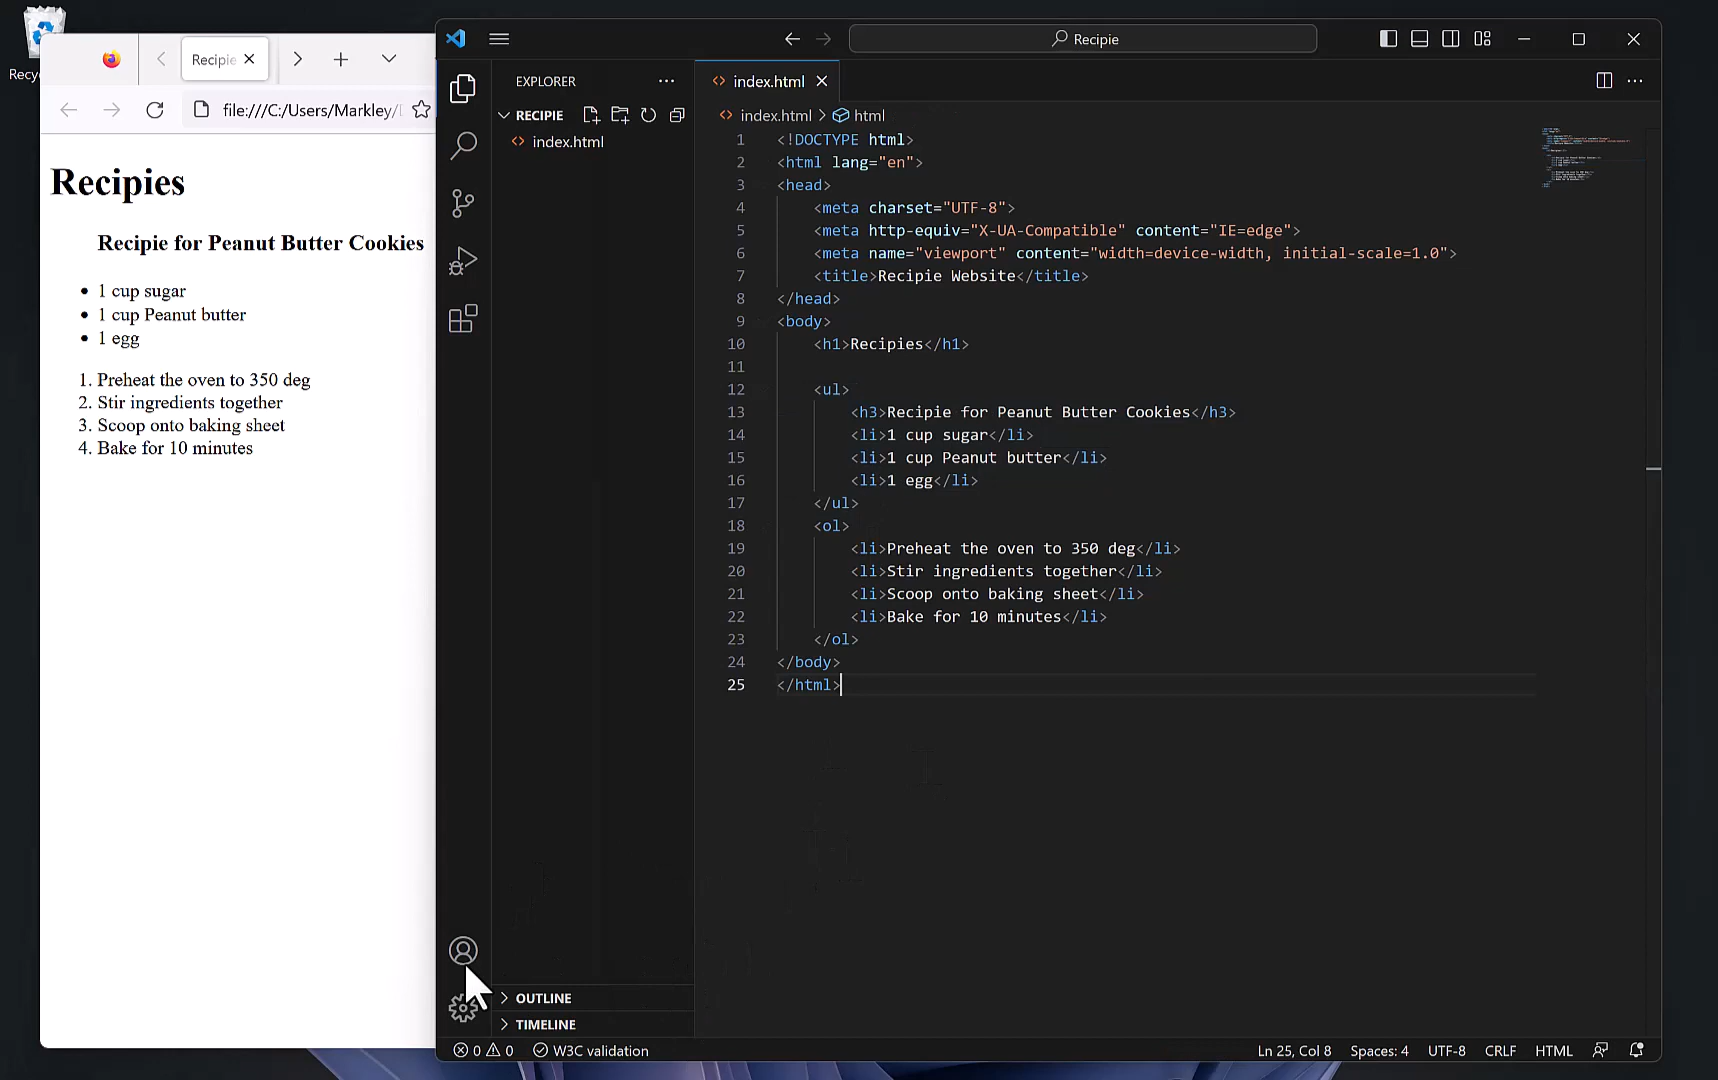 Recy
Recipie
file:///C:/Users/Markley/
Recipies
Recipie for Peanut Butter Cookies
1 cup sugar
1 cup Peanut butter
1 egg
1. Preheat the oven to 350 deg
2. Stir ingredients together
3. Scoop onto baking sheet
4. Bake for 10 minutes
Recipie
EXPLORER
RECIPIE
index.html
OUTLINE
TIMELINE
index.html
index.html > html
1 <!DOCTYPE html>
2 <html lang="en">
3 <head>
4 <meta charset="UTF-8">
5 <meta http-equiv="X-UA-Compatible" content="IE=edge">
6 <meta name="viewport" content="width=device-width, initial-scale=1.0">
7 <title>Recipie Website</title>
8 </head>
9 <body>
10 <h1>Recipies</h1>
11
12 <ul>
13 <h3>Recipie for Peanut Butter Cookies</h3>
14 <li>1 cup sugar</li>
15 <li>1 cup Peanut butter</li>
16 <li>1 egg</li>
17 </ul>
18 <ol>
19 <li>Preheat the oven to 350 deg</li>
20 <li>Stir ingredients together</li>
21 <li>Scoop onto baking sheet</li>
22 <li>Bake for 10 minutes</li>
23 </ol>
24 </body>
25 </html>
0 0 W3C validation
Ln 25, Col 8 Spaces: 4 UTF-8 CRLF HTML